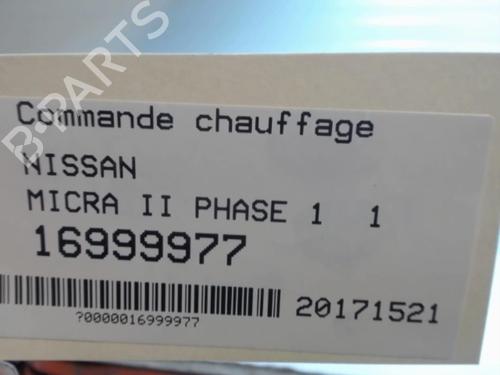 Commande chauffage
NISSAN
MICRA II PHASE 1 1
16999977
20171521
?0000016999977
B-PARTS